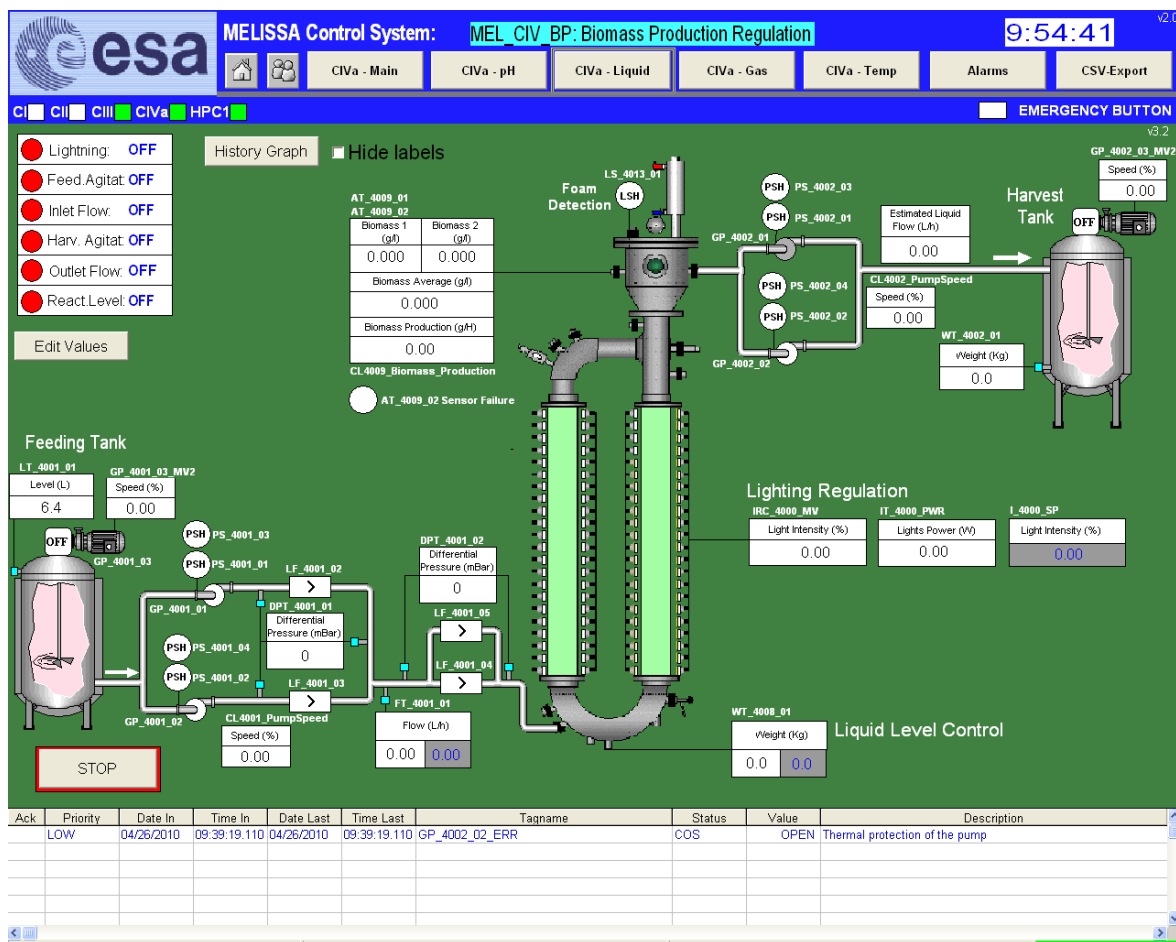 esa
MELISSA Control System: MEL_CIV_BP: Biomass Production Regulation 9:54:41 v2.0
CIVa - Main CIVa - pH CIVa - Liquid CIVa - Gas CIVa - Temp Alarms CSV-Export
CI CII CIII CIVa HPC1 EMERGENCY BUTTON
v3.2
Lightning: OFF
Feed.Agitat: OFF
Inlet Flow: OFF
Harv. Agitat: OFF
Outlet Flow: OFF
React.Level: OFF
Edit Values
History Graph Hide labels
AT_4009_01
AT_4009_02
Biomass 1 (g/l) Biomass 2 (g/l)
0.000 0.000
Biomass Average (g/l)
0.000
Biomass Production (g/H)
0.00
CL4009_Biomass_Production
AT_4009_02 Sensor Failure
LS_4013_01
Foam Detection
LSH
PSH PS_4002_03
PSH PS_4002_01
GP_4002_01
PSH PS_4002_04
PSH PS_4002_02
GP_4002_02
Estimated Liquid Flow (L/h)
0.00
CL4002_PumpSpeed
Speed (%)
0.00
GP_4002_03_MV2
Speed (%)
0.00
Harvest Tank
OFF
WT_4002_01
Weight (Kg)
0.0
Feeding Tank
LT_4001_01
Level (L)
6.4
GP_4001_03_MV2
Speed (%)
0.00
OFF
GP_4001_03
PSH PS_4001_03
PSH PS_4001_01
GP_4001_01
PSH PS_4001_04
PSH PS_4001_02
GP_4001_02
LF_4001_02
>
DPT_4001_01
Differential Pressure (mBar)
0
LF_4001_03
>
CL4001_PumpSpeed
Speed (%)
0.00
DPT_4001_02
Differential Pressure (mBar)
0
LF_4001_05
>
LF_4001_04
>
FT_4001_01
Flow (L/h)
0.00 0.00
Lighting Regulation
IRC_4000_MV IT_4000_PWR I_4000_SP
Light Intensity (%) Lights Power (W) Light Intensity (%)
0.00 0.00 0.00
WT_4008_01
Weight (Kg)
0.0 0.0
Liquid Level Control
STOP
Ack Priority Date In Time In Date Last Time Last Tagname Status Value Description
LOW 04/26/2010 09:39:19.110 04/26/2010 09:39:19.110 GP_4002_02_ERR COS OPEN Thermal protection of the pump